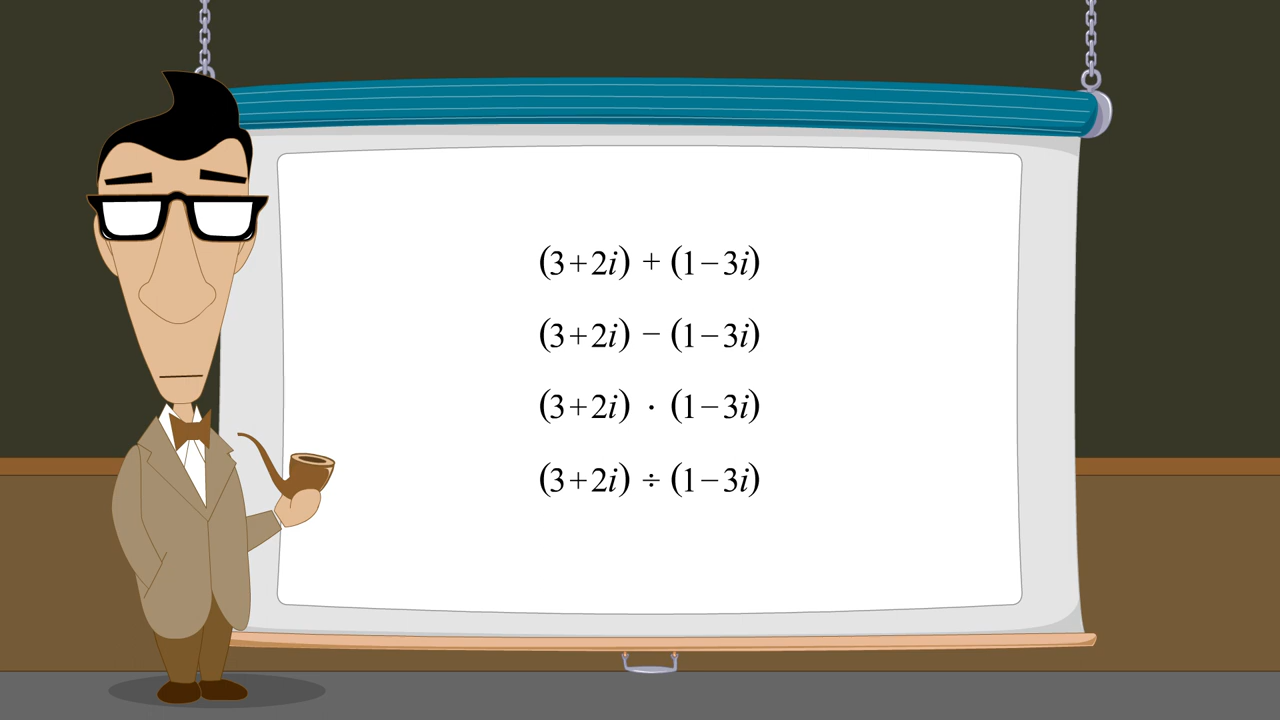 (3+2i) + (1−3i)
(3+2i) − (1−3i)
(3+2i) · (1−3i)
(3+2i) ÷ (1−3i)